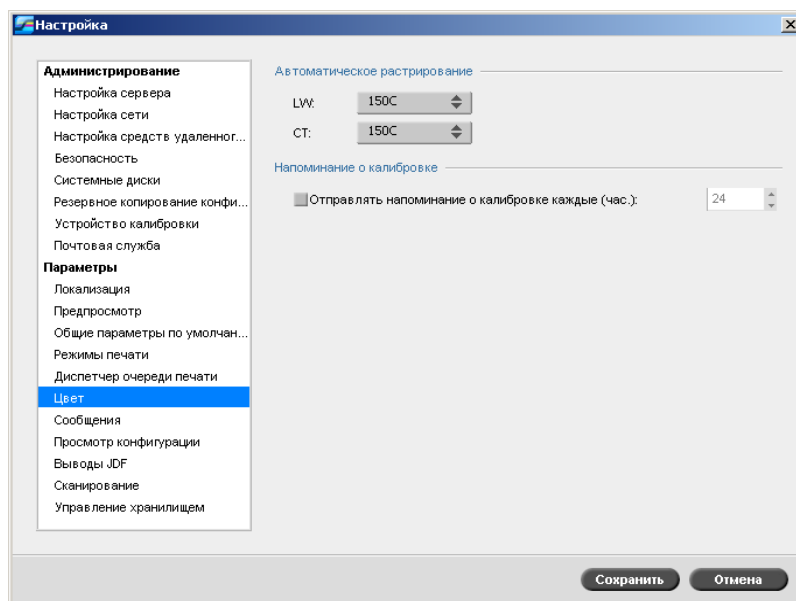 Настройка
Администрирование
Настройка сервера
Настройка сети
Настройка средств удаленног...
Безопасность
Системные диски
Резервное копирование конфи...
Устройство калибровки
Почтовая служба
Параметры
Локализация
Предпросмотр
Общие параметры по умолчан...
Режимы печати
Диспетчер очереди печати
Цвет
Сообщения
Просмотр конфигурации
Выводы JDF
Сканирование
Управление хранилищем
Автоматическое растрирование
LW: 150C
CT: 150C
Напоминание о калибровке
Отправлять напоминание о калибровке каждые (час.): 24
Сохранить Отмена